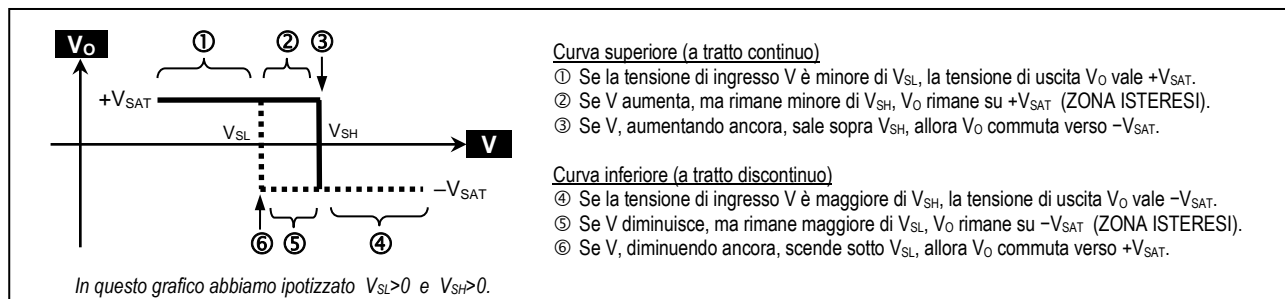 VO
① ② ③
+VSAT
VSL VSH
V
−VSAT
⑥ ⑤ ④
In questo grafico abbiamo ipotizzato VSL>0 e VSH>0.
Curva superiore (a tratto continuo)
① Se la tensione di ingresso V è minore di VSL, la tensione di uscita VO vale +VSAT.
② Se V aumenta, ma rimane minore di VSH, VO rimane su +VSAT (ZONA ISTERESI).
③ Se V, aumentando ancora, sale sopra VSH, allora VO commuta verso −VSAT.
Curva inferiore (a tratto discontinuo)
④ Se la tensione di ingresso V è maggiore di VSH, la tensione di uscita VO vale −VSAT.
⑤ Se V diminuisce, ma rimane maggiore di VSL, VO rimane su −VSAT (ZONA ISTERESI).
⑥ Se V, diminuendo ancora, scende sotto VSL, allora VO commuta verso +VSAT.